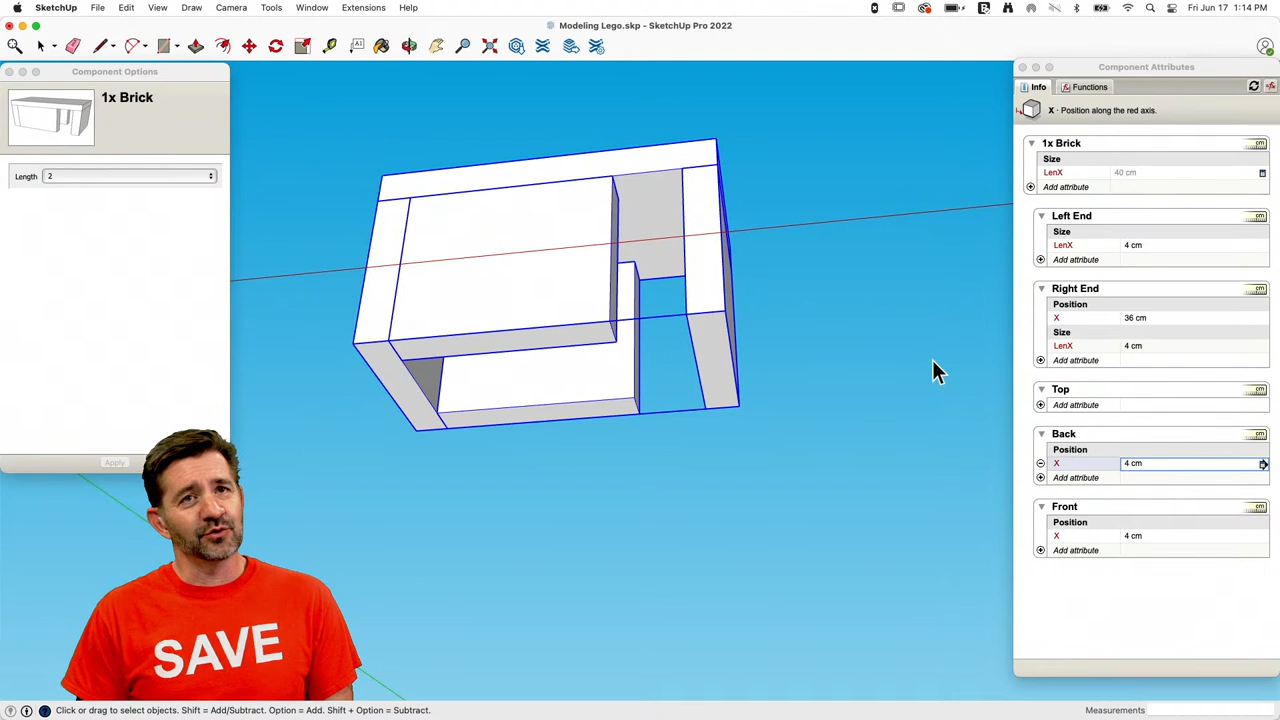 SketchUp File Edit View Draw Camera Tools Window Extensions Help Fri Jun 17 1:14 PM
Modeling Lego.skp - SketchUp Pro 2022
Component Options
1x Brick
Length 2
Apply
Component Attributes
Info Functions
X - Position along the red axis.
1x Brick
Size
LenX 40 cm
Add attribute
Left End
Size
LenX 4 cm
Add attribute
Right End
Position
X 36 cm
Size
LenX 4 cm
Add attribute
Top
Add attribute
Back
Position
X 4 cm
Add attribute
Front
Position
X 4 cm
Add attribute
SAVE
Click or drag to select objects. Shift = Add/Subtract. Option = Add. Shift + Option = Subtract.
Measurements